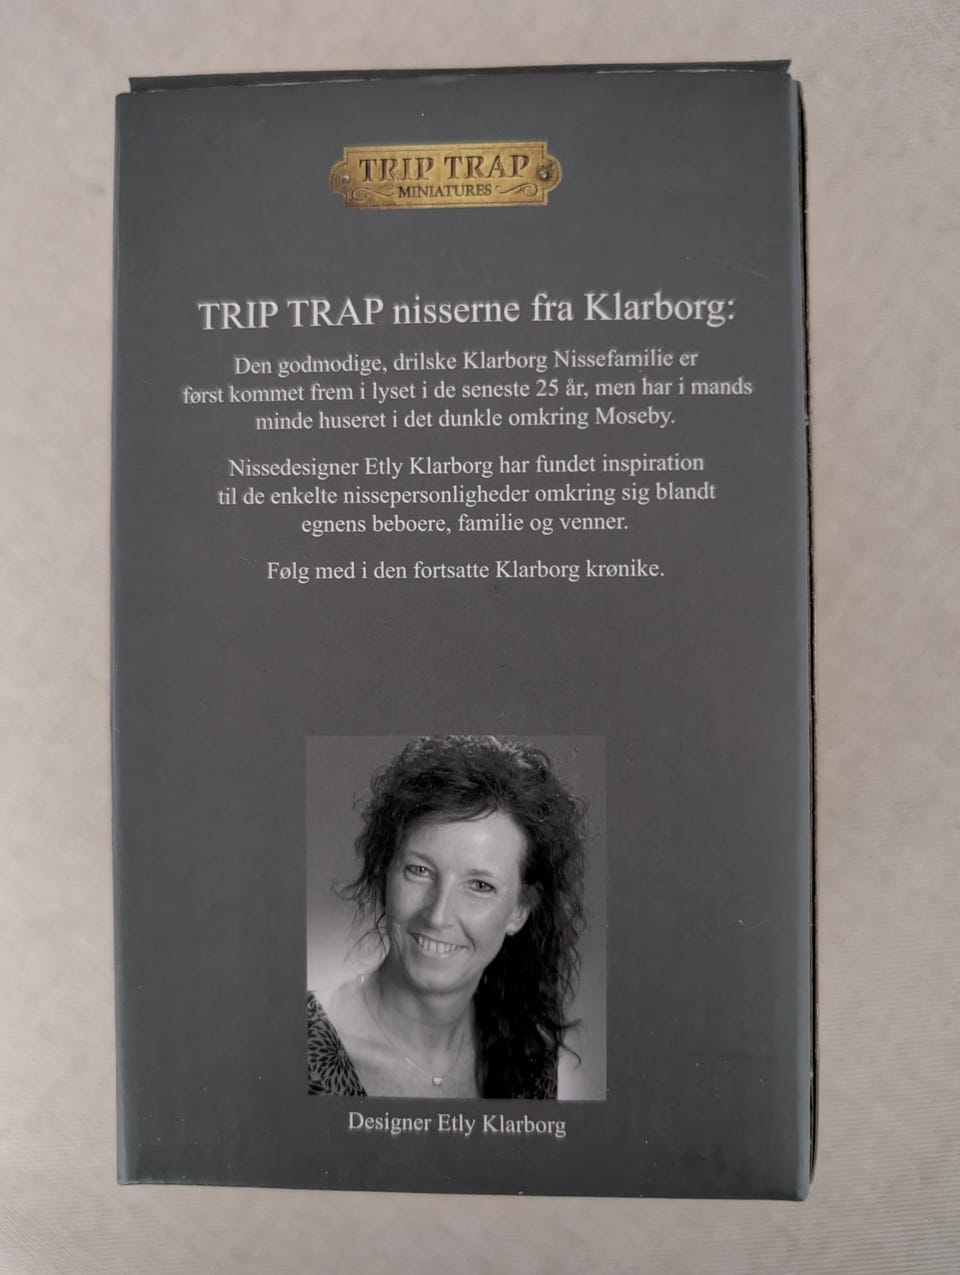 TRIP TRAP
MINIATURES
TRIP TRAP nisserne fra Klarborg:
Den godmodige, drilske Klarborg Nissefamilie er
først kommet frem i lyset i de seneste 25 år, men har i mands
minde huseret i det dunkle omkring Moseby.
Nissedesigner Etly Klarborg har fundet inspiration
til de enkelte nissepersonligheder omkring sig blandt
egnens beboere, familie og venner.
Følg med i den fortsatte Klarborg krønike.
Designer Etly Klarborg